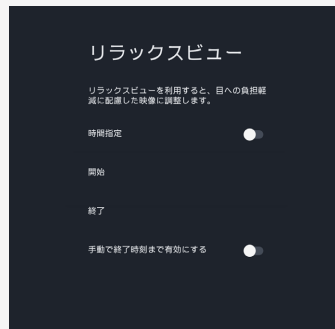 リラックスビュー
リラックスビューを利用すると、目への負担軽
減に配慮した映像に調整します。
時間指定
開始
終了
手動で終了時刻まで有効にする